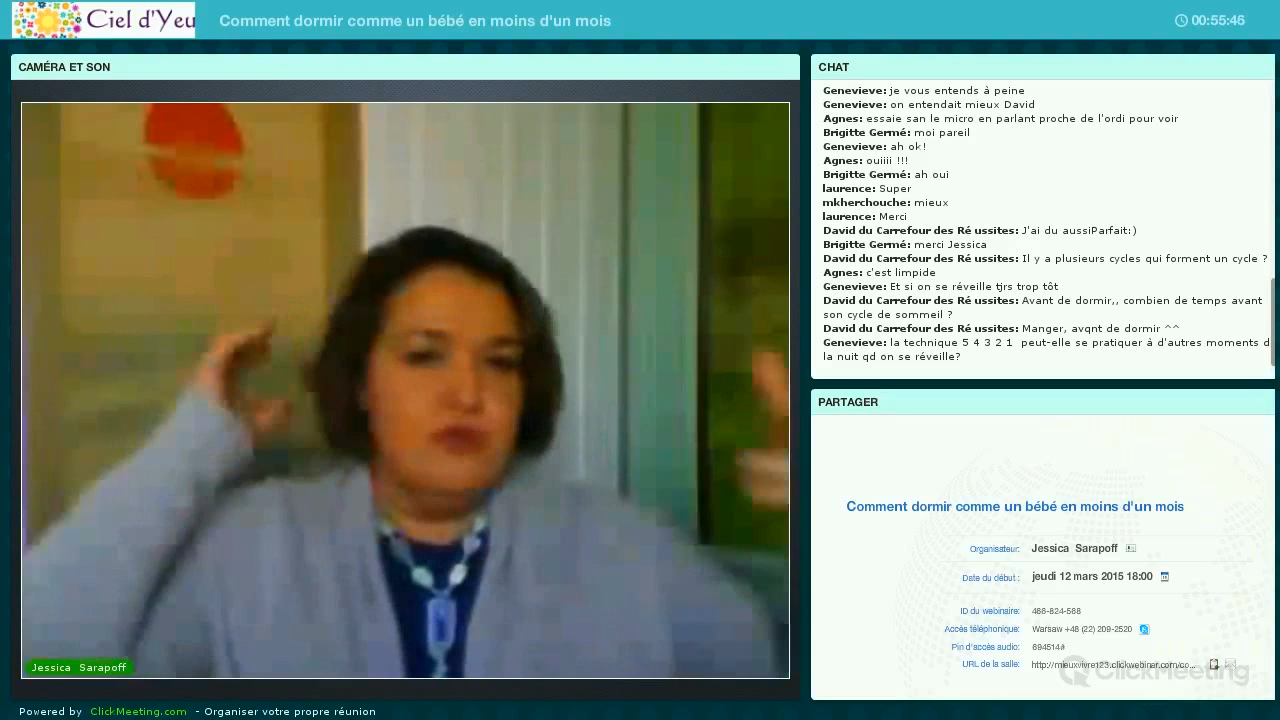 Ciel d'Yeu
Comment dormir comme un bébé en moins d'un mois
00:55:46
CAMÉRA ET SON
Jessica Sarapoff
CHAT
Genevieve: je vous entends à peine
Genevieve: on entendait mieux David
Agnes: essaie san le micro en parlant proche de l'ordi pour voir
Brigitte Germé: moi pareil
Genevieve: ah ok!
Agnes: ouiiii !!!
Brigitte Germé: ah oui
laurence: Super
mkherchouche: mieux
laurence: Merci
David du Carrefour des Ré ussites: J'ai du aussiParfait:)
Brigitte Germé: merci Jessica
David du Carrefour des Ré ussites: Il y a plusieurs cycles qui forment un cycle ?
Agnes: c'est limpide
Genevieve: Et si on se réveille tjrs trop tôt
David du Carrefour des Ré ussites: Avant de dormir,, combien de temps avant
son cycle de sommeil ?
David du Carrefour des Ré ussites: Manger, avqnt de dormir ^^
Genevieve: la technique 5 4 3 2 1 peut-elle se pratiquer à d'autres moments d
la nuit qd on se réveille?
PARTAGER
Comment dormir comme un bébé en moins d'un mois
Organisateur: Jessica Sarapoff
Date du début : jeudi 12 mars 2015 18:00
ID du webinaire: 486-824-568
Accès téléphonique: Warsaw +48 (22) 209-2520
Pin d'accès audio: 894514#
URL de la salle: http://mieuxvivre123.clickwebinar.com/co...
ClickMeeting
Powered by ClickMeeting.com - Organiser votre propre réunion